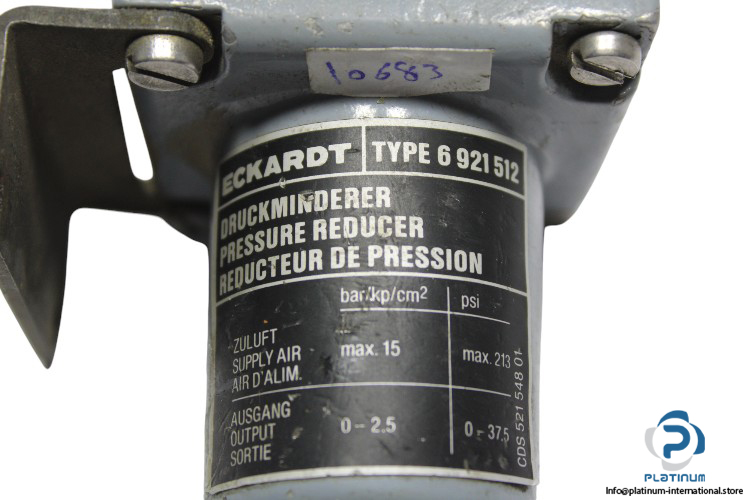 10683
ECKARDT TYPE 6 921 512
DRUCKMINDERER
PRESSURE REDUCER
REDUCTEUR DE PRESSION
bar/kp/cm² psi
ZULUFT
SUPPLY AIR max. 15 max. 213
AIR D'ALIM.
AUSGANG
OUTPUT 0 - 2.5 0 - 37.5
SORTIE
CDS 521 548 01
PLATINUM
Info@platinum-international.store